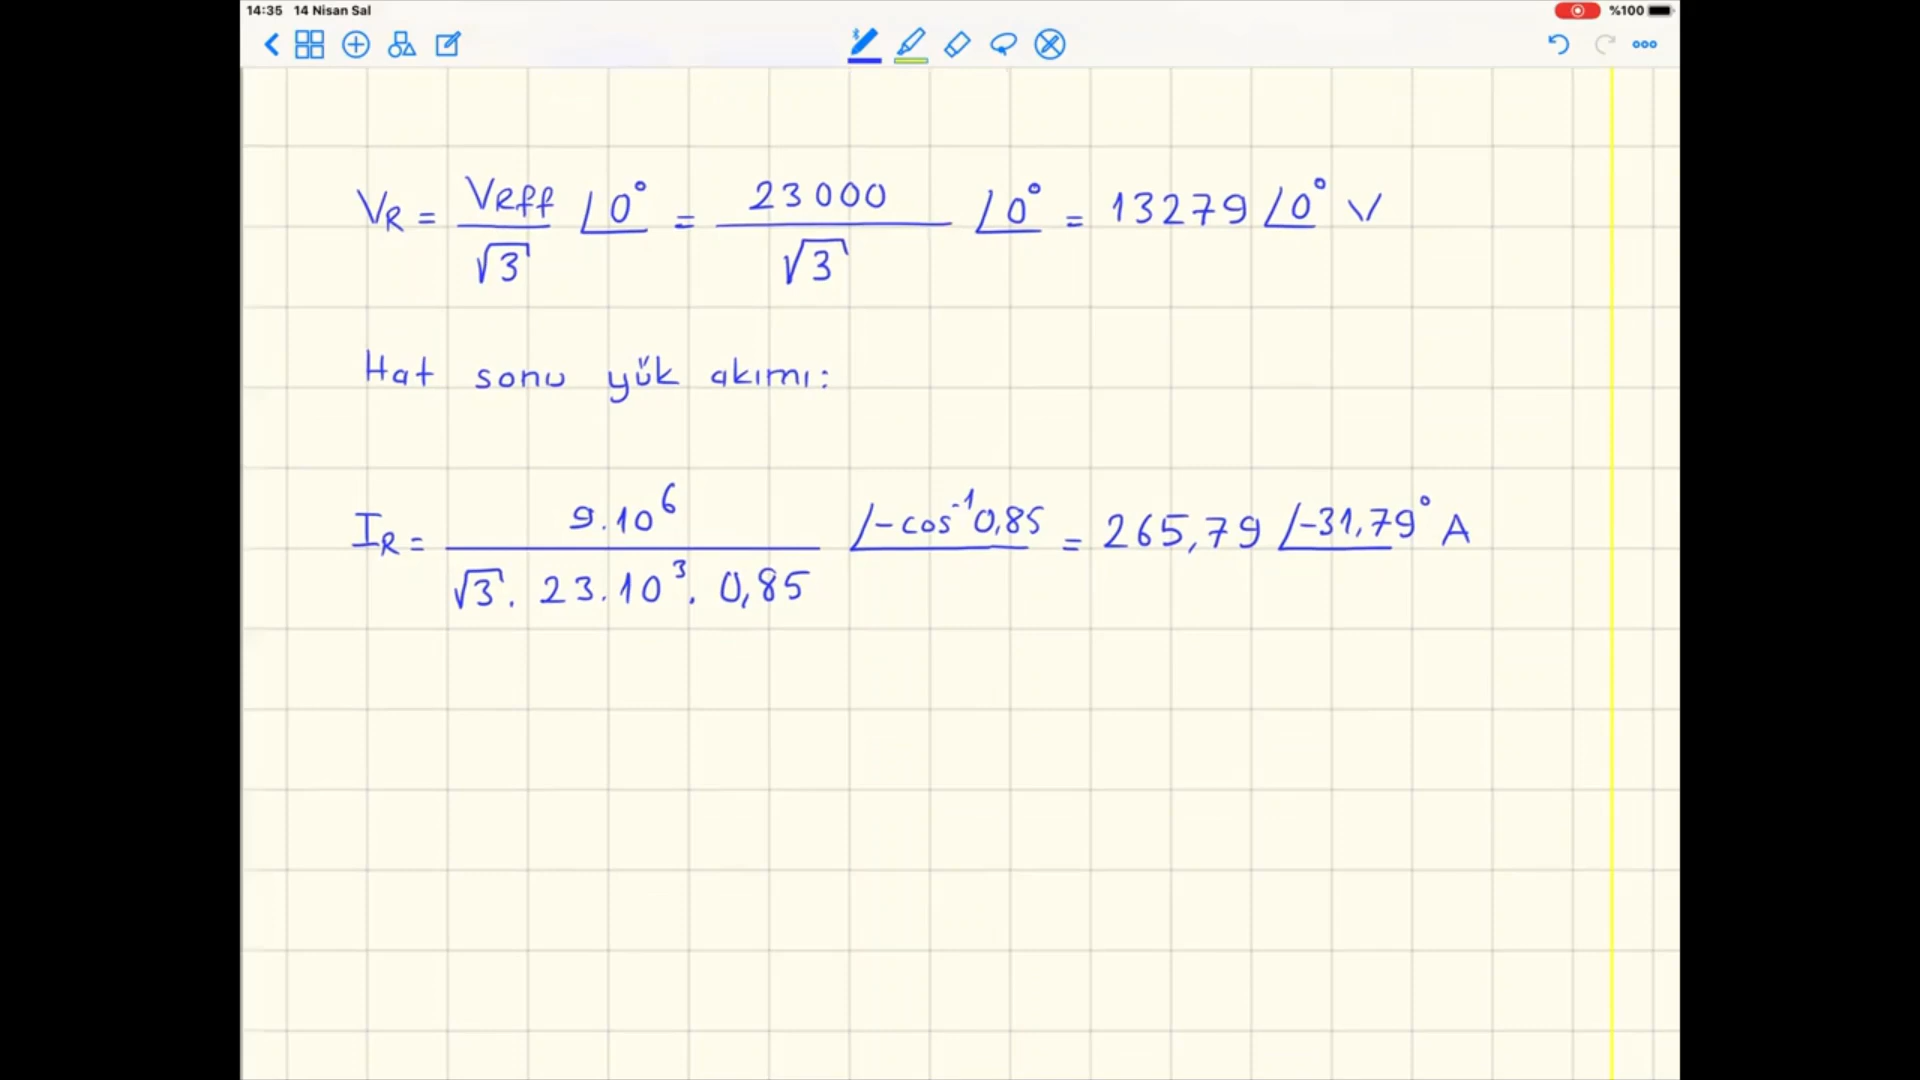 14:35 14 Nisan Sal %100
V_R = Veff/√3 ∠0° = 23000/√3 ∠0° = 13279 ∠0° V
Hat sonu yük akımı:
I_R = 9.10^6/(√3. 23.10^3. 0,85) ∠-cos^-1 0,85 = 265,79 ∠-31,79° A